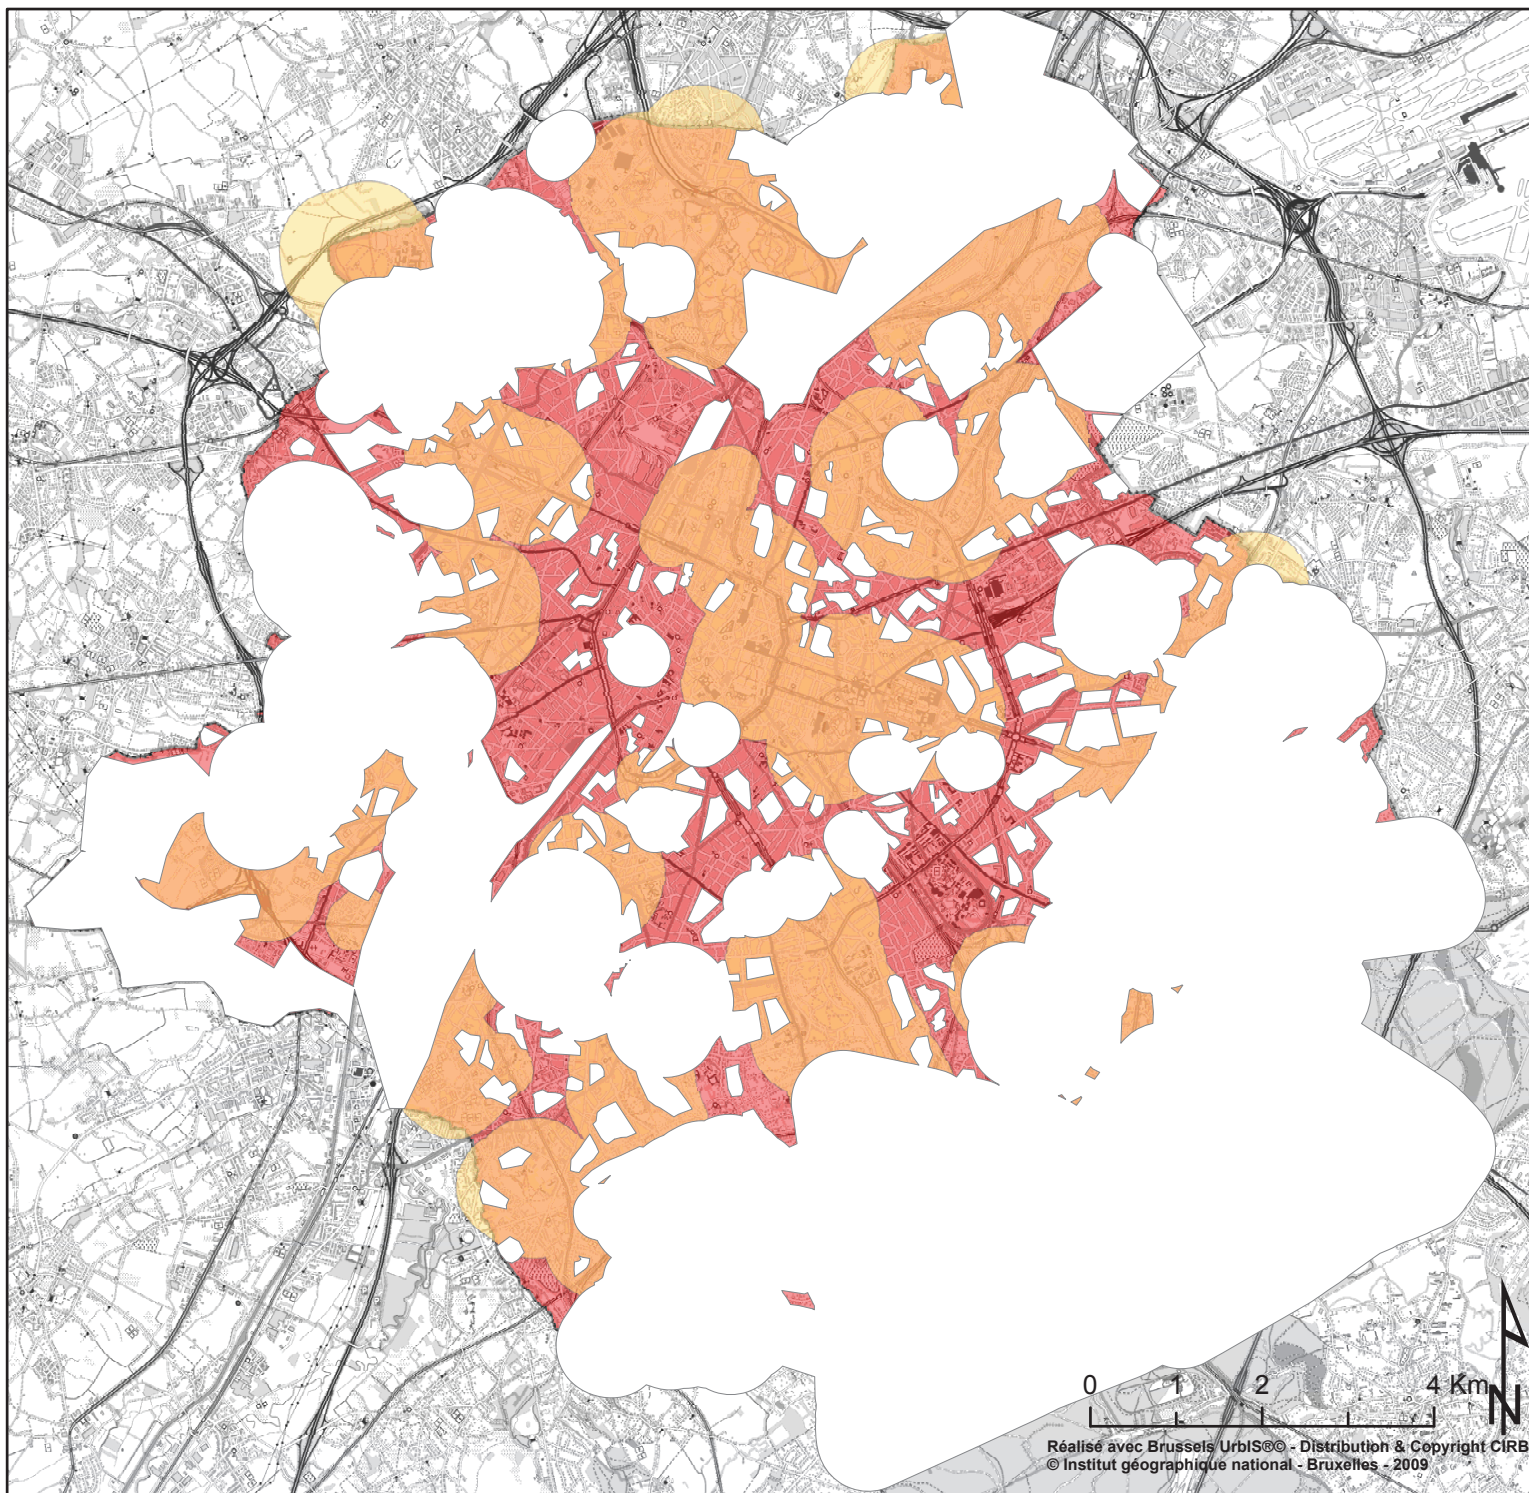 0 1 2 4 Km
N
Réalisé avec Brussels UrbIS®© - Distribution & Copyright CIRB
© Institut géographique national - Bruxelles - 2009